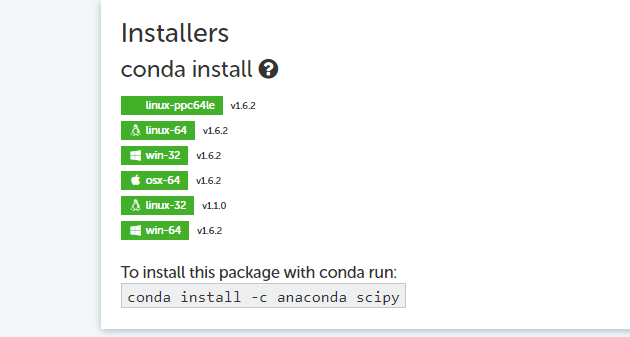 Installers
conda install ?
linux-ppc64le v1.6.2
linux-64 v1.6.2
win-32 v1.6.2
osx-64 v1.6.2
linux-32 v1.1.0
win-64 v1.6.2
To install this package with conda run:
conda install -c anaconda scipy